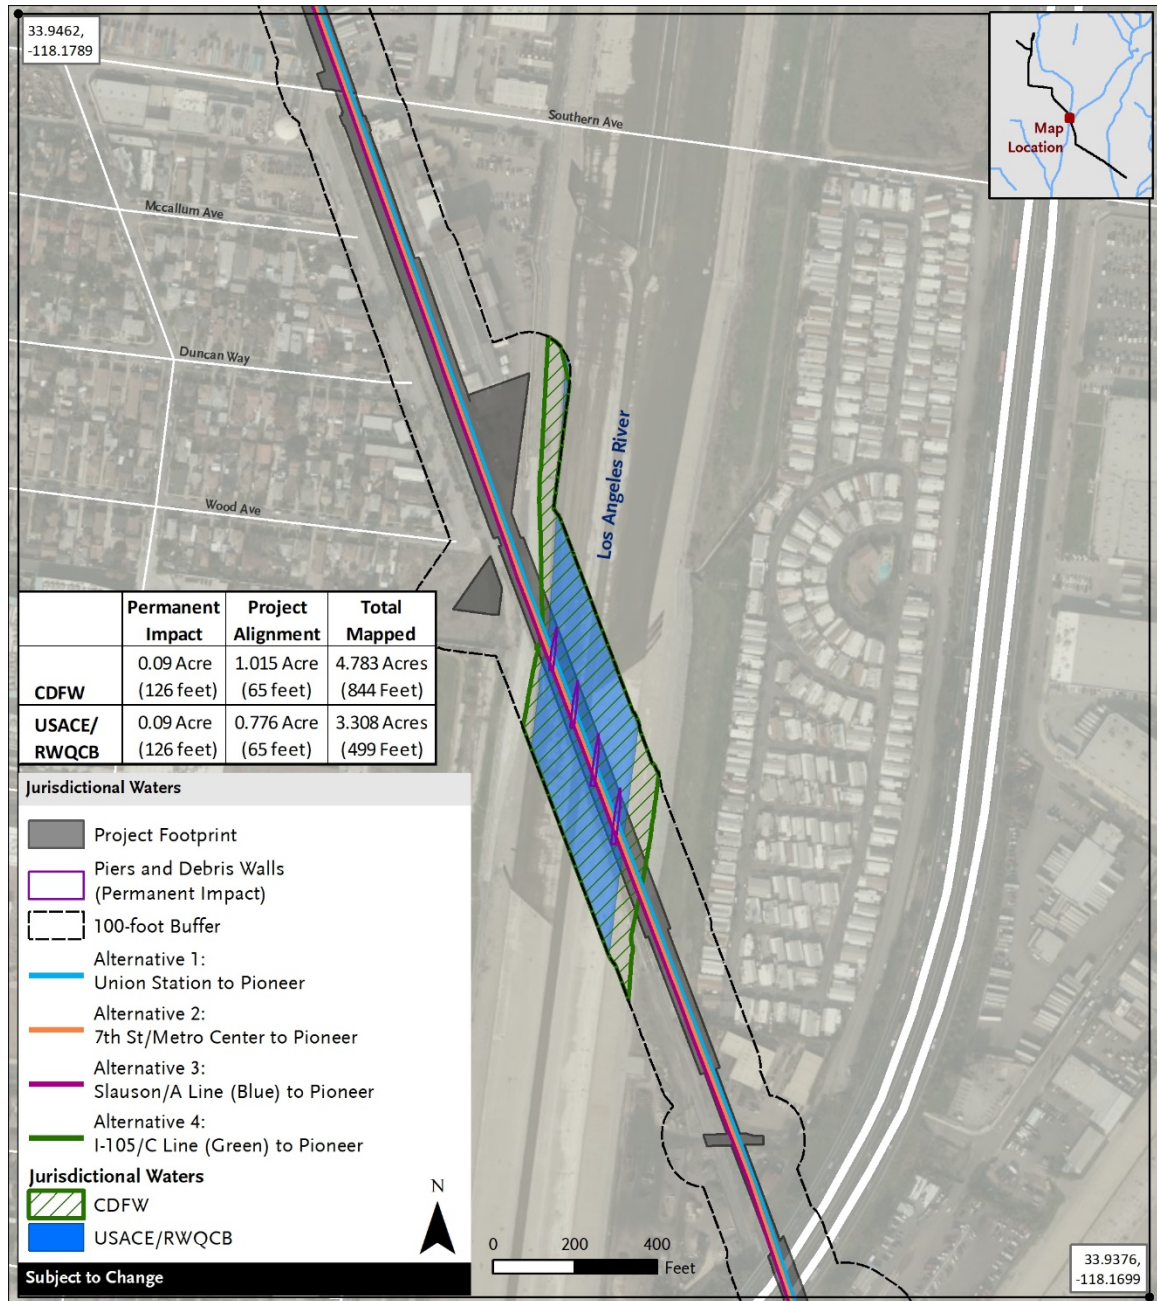 33.9462,
-118.1789
Southern Ave
Map
Location
Mccallum Ave
Duncan Way
Los Angeles River
Wood Ave
Permanent Impact Project Alignment Total Mapped
CDFW 0.09 Acre (126 feet) 1.015 Acre (65 feet) 4.783 Acres (844 Feet)
USACE/ RWQCB 0.09 Acre (126 feet) 0.776 Acre (65 feet) 3.308 Acres (499 Feet)
Jurisdictional Waters
Project Footprint
Piers and Debris Walls
(Permanent Impact)
100-foot Buffer
Alternative 1:
Union Station to Pioneer
Alternative 2:
7th St/Metro Center to Pioneer
Alternative 3:
Slauson/A Line (Blue) to Pioneer
Alternative 4:
I-105/C Line (Green) to Pioneer
Jurisdictional Waters
CDFW
USACE/RWQCB
Subject to Change
N
0 200 400
Feet
33.9376,
-118.1699